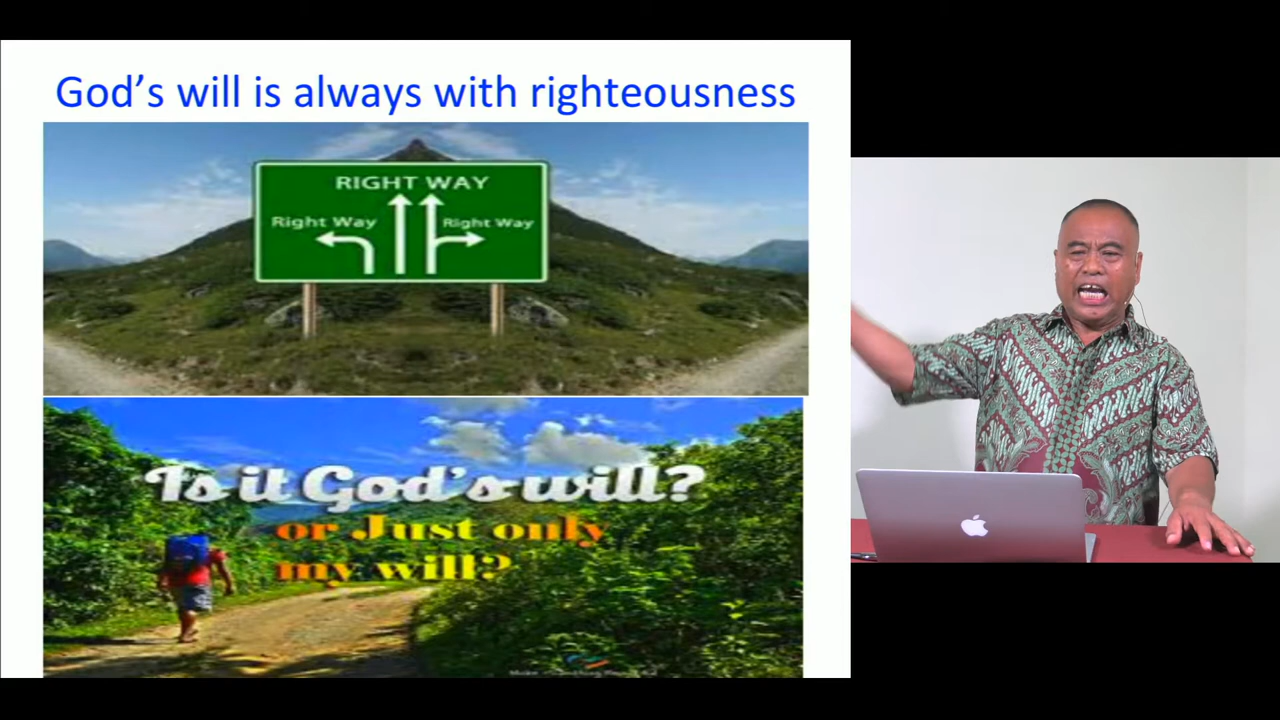 God's will is always with righteousness
RIGHT WAY
Right Way
Right Way
Is it God's will?
or Just only
my will?